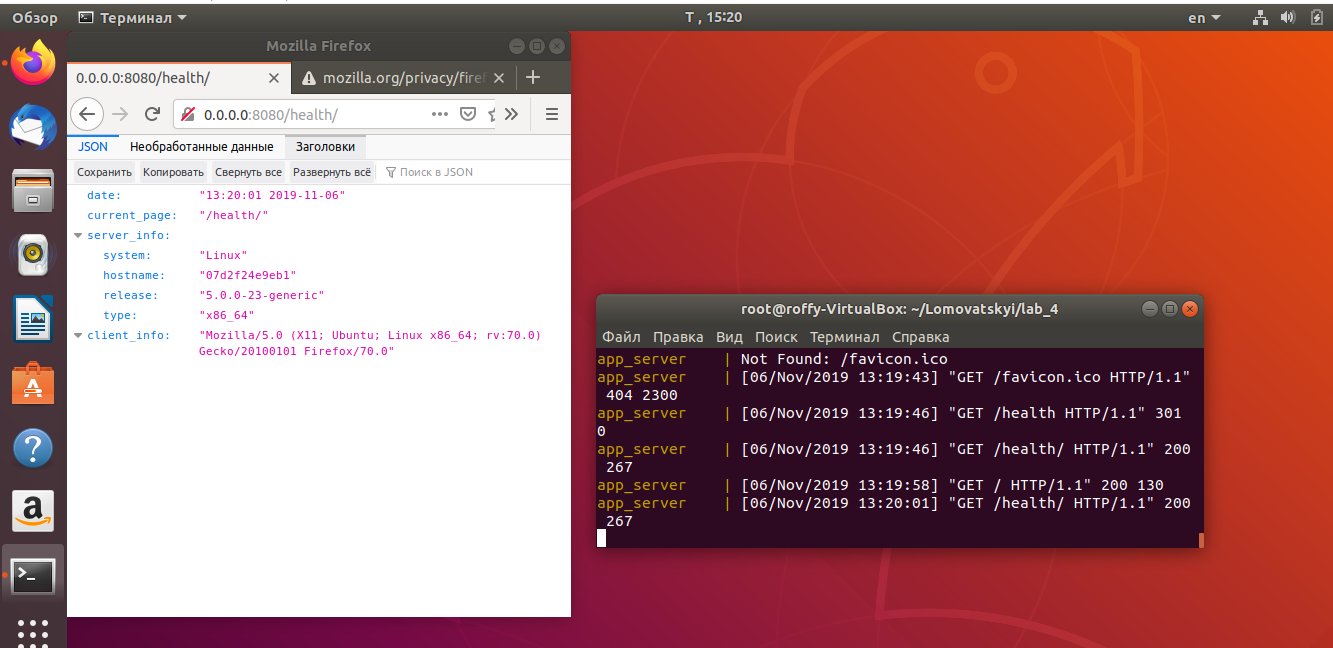 Обзор
Терминал
Т , 15:20
en
Mozilla Firefox
0.0.0.0:8080/health/
mozilla.org/privacy/firef
0.0.0.0:8080/health/
JSON
Необработанные данные
Заголовки
Сохранить
Копировать
Свернуть все
Развернуть всё
Поиск в JSON
date: "13:20:01 2019-11-06"
current_page: "/health/"
server_info:
system: "Linux"
hostname: "07d2f24e9eb1"
release: "5.0.0-23-generic"
type: "x86_64"
client_info: "Mozilla/5.0 (X11; Ubuntu; Linux x86_64; rv:70.0)
Gecko/20100101 Firefox/70.0"
root@roffy-VirtualBox: ~/Lomovatskyi/lab_4
Файл Правка Вид Поиск Терминал Справка
app_server | Not Found: /favicon.ico
app_server | [06/Nov/2019 13:19:43] "GET /favicon.ico HTTP/1.1"
404 2300
app_server | [06/Nov/2019 13:19:46] "GET /health HTTP/1.1" 301
0
app_server | [06/Nov/2019 13:19:46] "GET /health/ HTTP/1.1" 200
267
app_server | [06/Nov/2019 13:19:58] "GET / HTTP/1.1" 200 130
app_server | [06/Nov/2019 13:20:01] "GET /health/ HTTP/1.1" 200
267